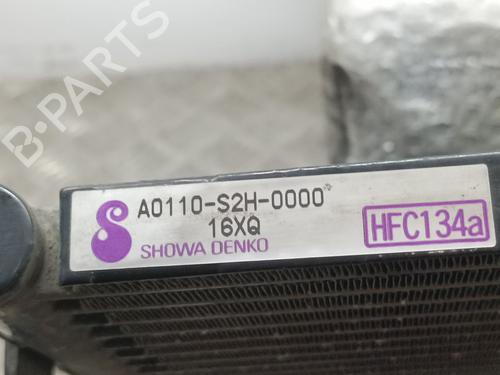 B-PARTS
A0110-S2H-0000
16XQ
SHOWA DENKO
HFC134a